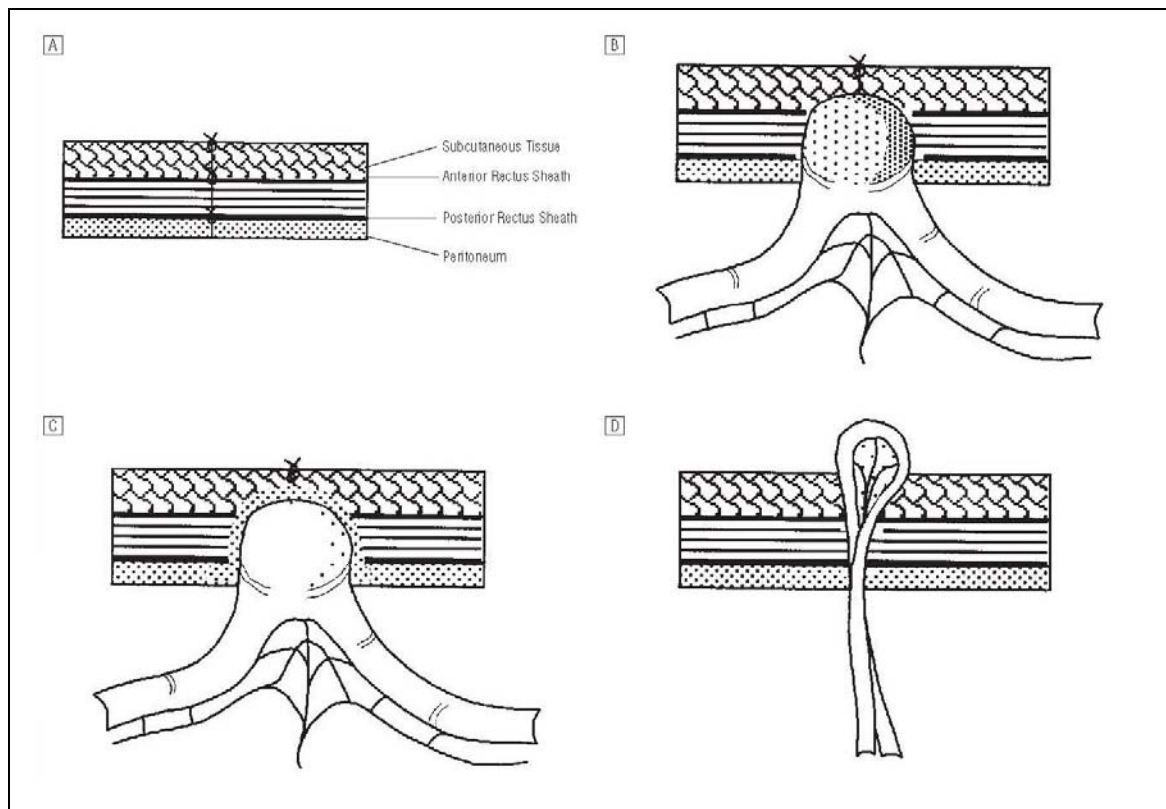 A
Subcutaneous Tissue
Anterior Rectus Sheath
Posterior Rectus Sheath
Peritoneum
B
C
D